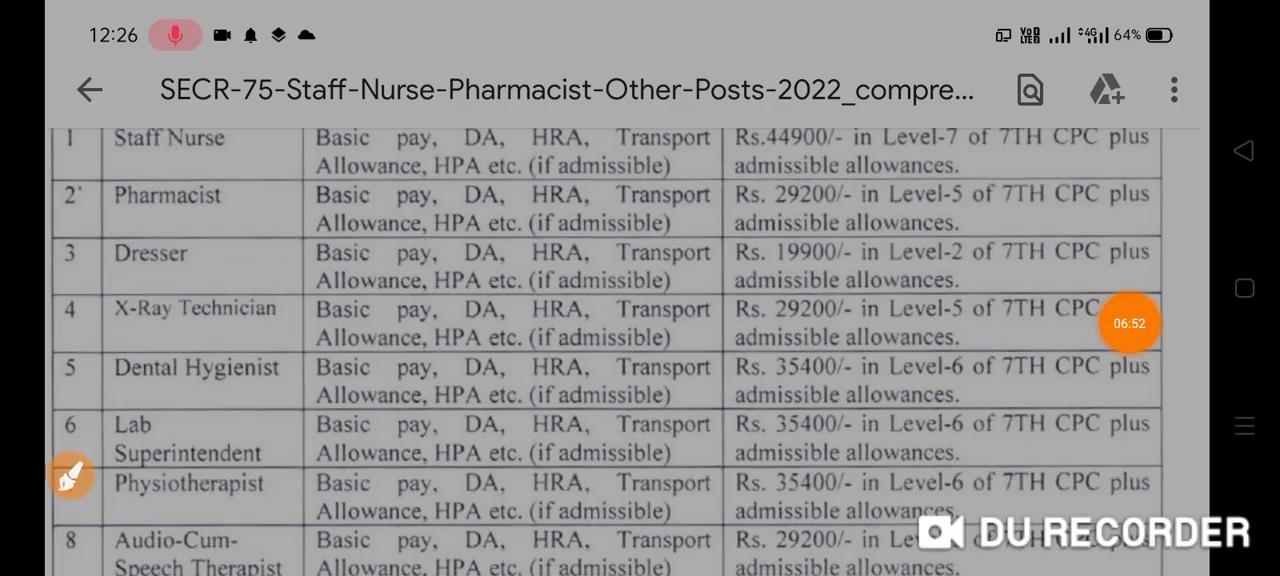 12:26
VoD LTE2 4G 64%
SECR-75-Staff-Nurse-Pharmacist-Other-Posts-2022_compre...
1 Staff Nurse Basic pay, DA, HRA, Transport Rs.44900/- in Level-7 of 7TH CPC plus
Allowance, HPA etc. (if admissible) admissible allowances.
2 Pharmacist Basic pay, DA, HRA, Transport Rs. 29200/- in Level-5 of 7TH CPC plus
Allowance, HPA etc. (if admissible) admissible allowances.
3 Dresser Basic pay, DA, HRA, Transport Rs. 19900/- in Level-2 of 7TH CPC plus
Allowance, HPA etc. (if admissible) admissible allowances.
4 X-Ray Technician Basic pay, DA, HRA, Transport Rs. 29200/- in Level-5 of 7TH CPC
06:52
Allowance, HPA etc. (if admissible) admissible allowances.
5 Dental Hygienist Basic pay, DA, HRA, Transport Rs. 35400/- in Level-6 of 7TH CPC plus
Allowance, HPA etc. (if admissible) admissible allowances.
6 Lab Basic pay, DA, HRA, Transport Rs. 35400/- in Level-6 of 7TH CPC plus
Superintendent Allowance, HPA etc. (if admissible) admissible allowances.
Physiotherapist Basic pay, DA, HRA, Transport Rs. 35400/- in Level-6 of 7TH CPC plus
Allowance, HPA etc. (if admissible) admissible allowances.
8 Audio-Cum- Basic pay, DA, HRA, Transport Rs. 29200/- in
DU RECORDER
Speech Therapist Allowance, HPA etc. (if admissible) admissible allowances.